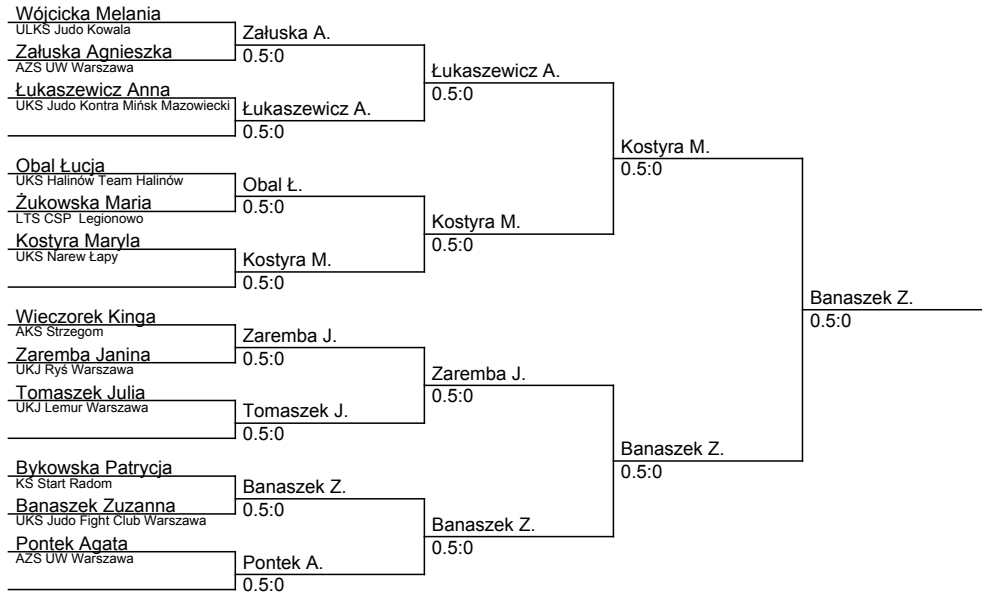 Wójcicka Melania
ULKS Judo Kowala
Załuska Agnieszka
AZS UW Warszawa
Łukaszewicz Anna
UKS Judo Kontra Mińsk Mazowiecki
Obal Łucja
UKS Halinów Team Halinów
Żukowska Maria
LTS CSP Legionowo
Kostyra Maryla
UKS Narew Łapy
Wieczorek Kinga
AKS Strzegom
Zaremba Janina
UKJ Ryś Warszawa
Tomaszek Julia
UKJ Lemur Warszawa
Bykowska Patrycja
KS Start Radom
Banaszek Zuzanna
UKS Judo Fight Club Warszawa
Pontek Agata
AZS UW Warszawa
Załuska A.
0.5:0
Łukaszewicz A.
0.5:0
Obal Ł.
0.5:0
Kostyra M.
0.5:0
Zaremba J.
0.5:0
Tomaszek J.
0.5:0
Banaszek Z.
0.5:0
Pontek A.
0.5:0
Łukaszewicz A.
0.5:0
Kostyra M.
0.5:0
Zaremba J.
0.5:0
Banaszek Z.
0.5:0
Kostyra M.
0.5:0
Banaszek Z.
0.5:0
Banaszek Z.
0.5:0